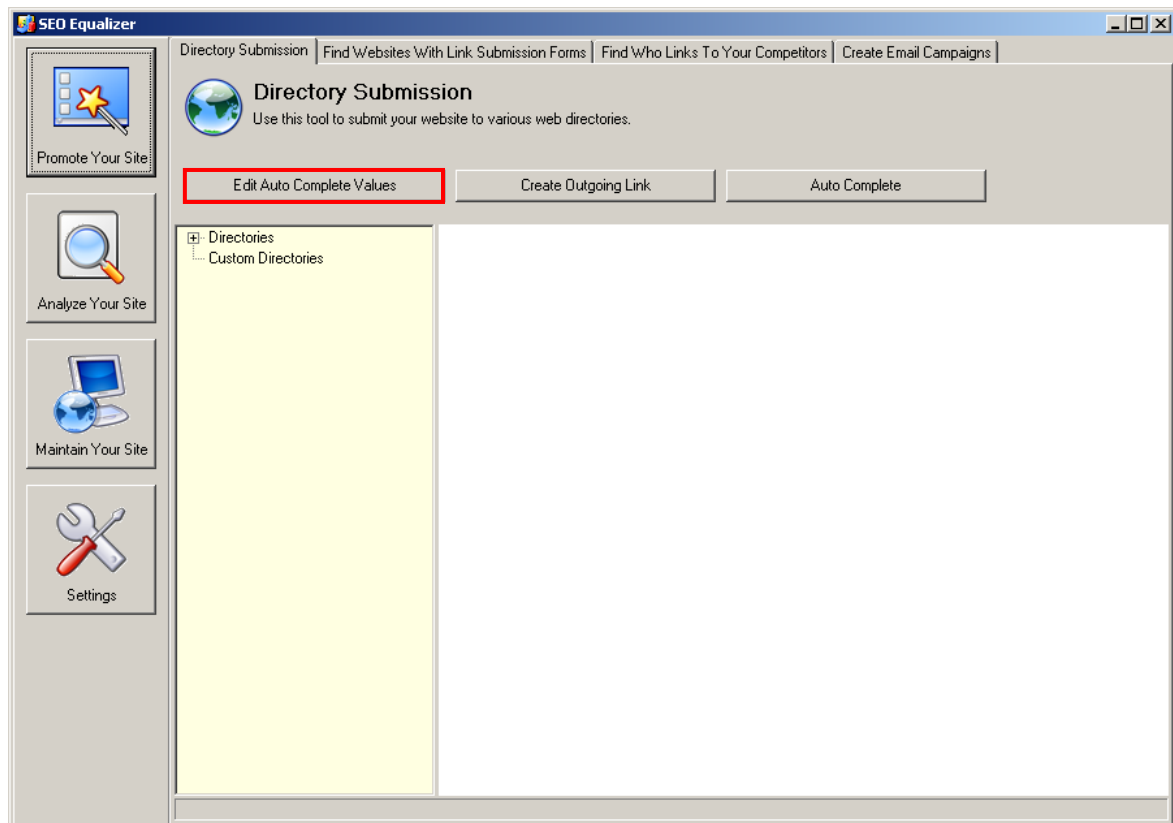 SEO Equalizer
Directory Submission Find Websites With Link Submission Forms Find Who Links To Your Competitors Create Email Campaigns
Directory Submission
Use this tool to submit your website to various web directories.
Promote Your Site
Edit Auto Complete Values Create Outgoing Link Auto Complete
Directories
Custom Directories
Analyze Your Site
Maintain Your Site
Settings